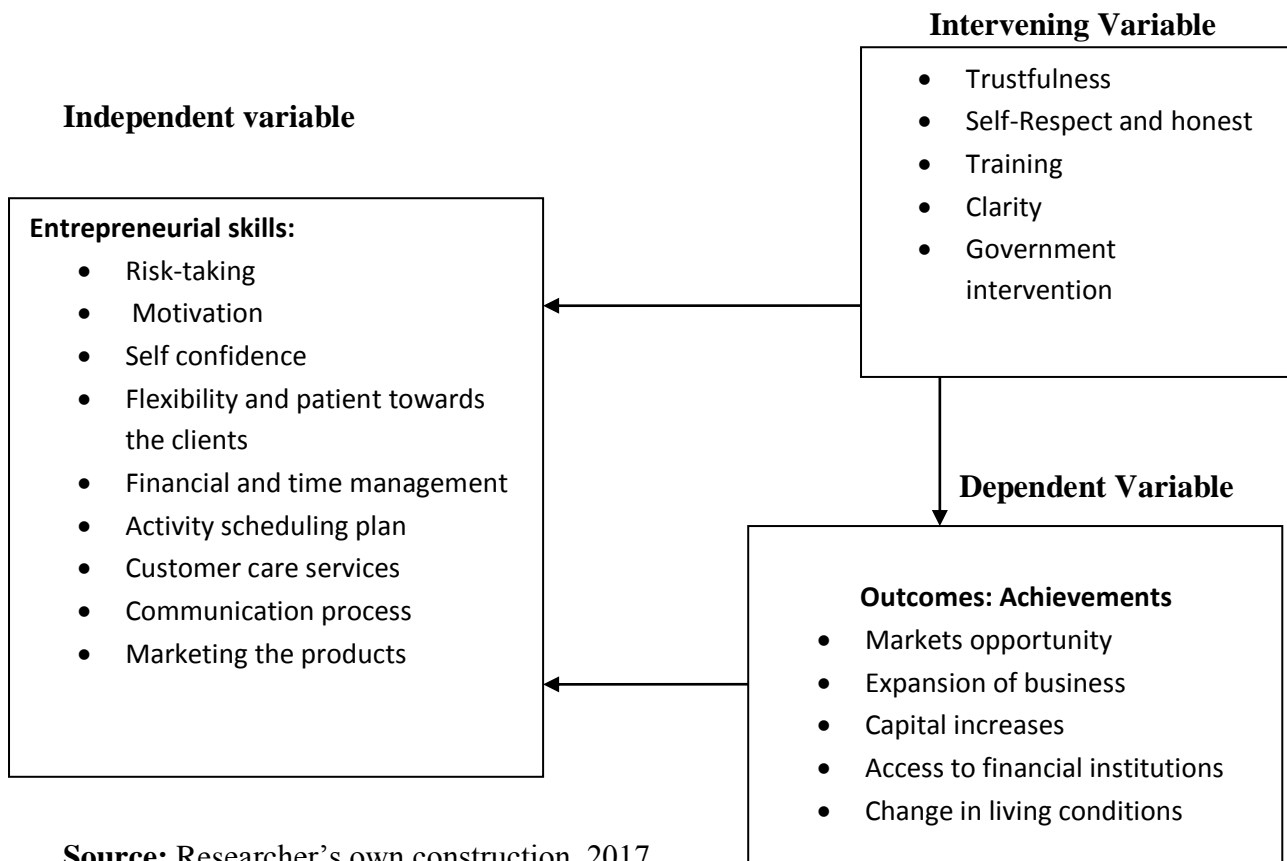 Intervening Variable
• Trustfulness
• Self-Respect and honest
• Training
• Clarity
• Government
intervention
Independent variable
Entrepreneurial skills:
• Risk-taking
• Motivation
• Self confidence
• Flexibility and patient towards
the clients
• Financial and time management
• Activity scheduling plan
• Customer care services
• Communication process
• Marketing the products
Dependent Variable
Outcomes: Achievements
• Markets opportunity
• Expansion of business
• Capital increases
• Access to financial institutions
• Change in living conditions
Source: Researcher's own construction, 2017